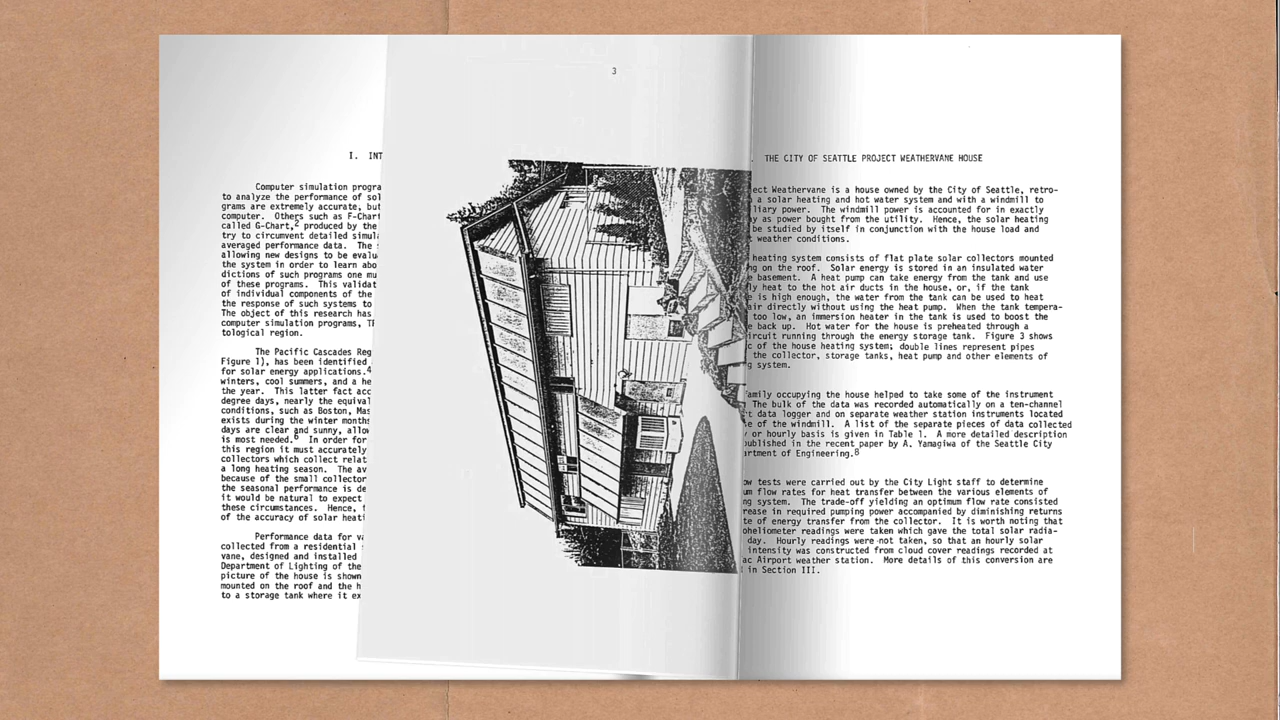 I. INT
Computer simulation progra
to analyze the performance of sol
grams are extremely accurate, but
computer. Others such as F-Chart
called G-Chart,2 produced by the
try to circumvent detailed simula
averaged performance data. The
allowing new designs to be evalua
the system in order to learn abo
dictions of such programs one mu
of these programs. This validat
of individual components of the
the response of such systems to
The object of this research has
computer simulation programs, TR
tological region.
The Pacific Cascades Reg
Figure 1), has been identified
for solar energy applications.4
winters, cool summers, and a he
the year. This latter fact acc
degree days, nearly the equival
conditions, such as Boston, Mas
exists during the winter months
days are clear and sunny, allow
is most needed.6 In order for
this region it must accurately
collectors which collect relat
a long heating season. The av
because of the small collector
the seasonal performance is de
it would be natural to expect
these circumstances. Hence, t
of the accuracy of solar heati
Performance data for va
collected from a residential
vane, designed and installed
Department of Lighting of the
picture of the house is shown
mounted on the roof and the h
to a storage tank where it ex
3
. THE CITY OF SEATTLE PROJECT WEATHERVANE HOUSE
ect Weathervane is a house owned by the City of Seattle, retro-
a solar heating and hot water system and with a windmill to
liary power. The windmill power is accounted for in exactly
y as power bought from the utility. Hence, the solar heating
be studied by itself in conjunction with the house load and
t weather conditions.
heating system consists of flat plate solar collectors mounted
ng on the roof. Solar energy is stored in an insulated water
e basement. A heat pump can take energy from the tank and use
ly heat to the hot air ducts in the house, or, if the tank
e is high enough, the water from the tank can be used to heat
air directly without using the heat pump. When the tank tempera-
too low, an immersion heater in the tank is used to boost the
e back up. Hot water for the house is preheated through a
ircuit running through the energy storage tank. Figure 3 shows
c of the house heating system; double lines represent pipes
the collector, storage tanks, heat pump and other elements of
g system.
family occupying the house helped to take some of the instrument
The bulk of the data was recorded automatically on a ten-channel
t data logger and on separate weather station instruments located
se of the windmill. A list of the separate pieces of data collected
y or hourly basis is given in Table 1. A more detailed description
ublished in the recent paper by A. Yamagiwa of the Seattle City
artment of Engineering.8
ow tests were carried out by the City Light staff to determine
um flow rates for heat transfer between the various elements of
ng system. The trade-off yielding an optimum flow rate consisted
rease in required pumping power accompanied by diminishing returns
te of energy transfer from the collector. It is worth noting that
oheliometer readings were taken which gave the total solar radia-
day. Hourly readings were not taken, so that an hourly solar
intensity was constructed from cloud cover readings recorded at
ac Airport weather station. More details of this conversion are
in Section III.